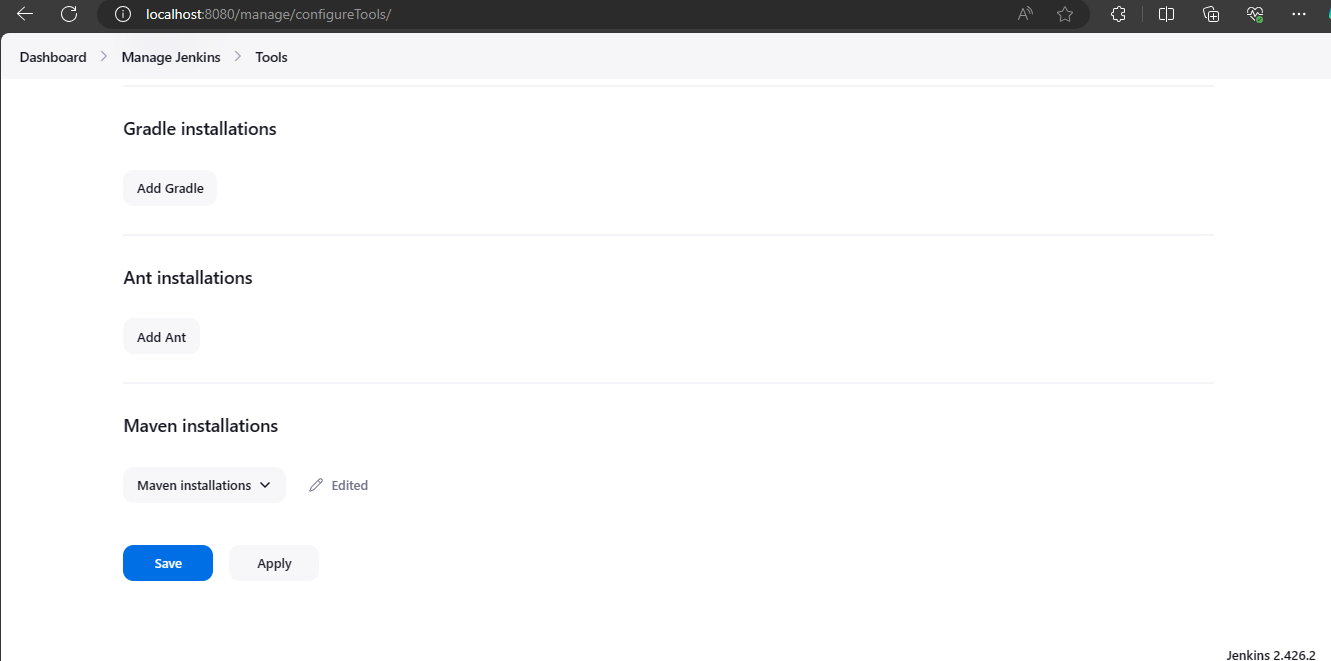 localhost:8080/manage/configureTools/
Dashboard > Manage Jenkins > Tools
Gradle installations
Add Gradle
Ant installations
Add Ant
Maven installations
Maven installations Edited
Save Apply
Jenkins 2.426.2